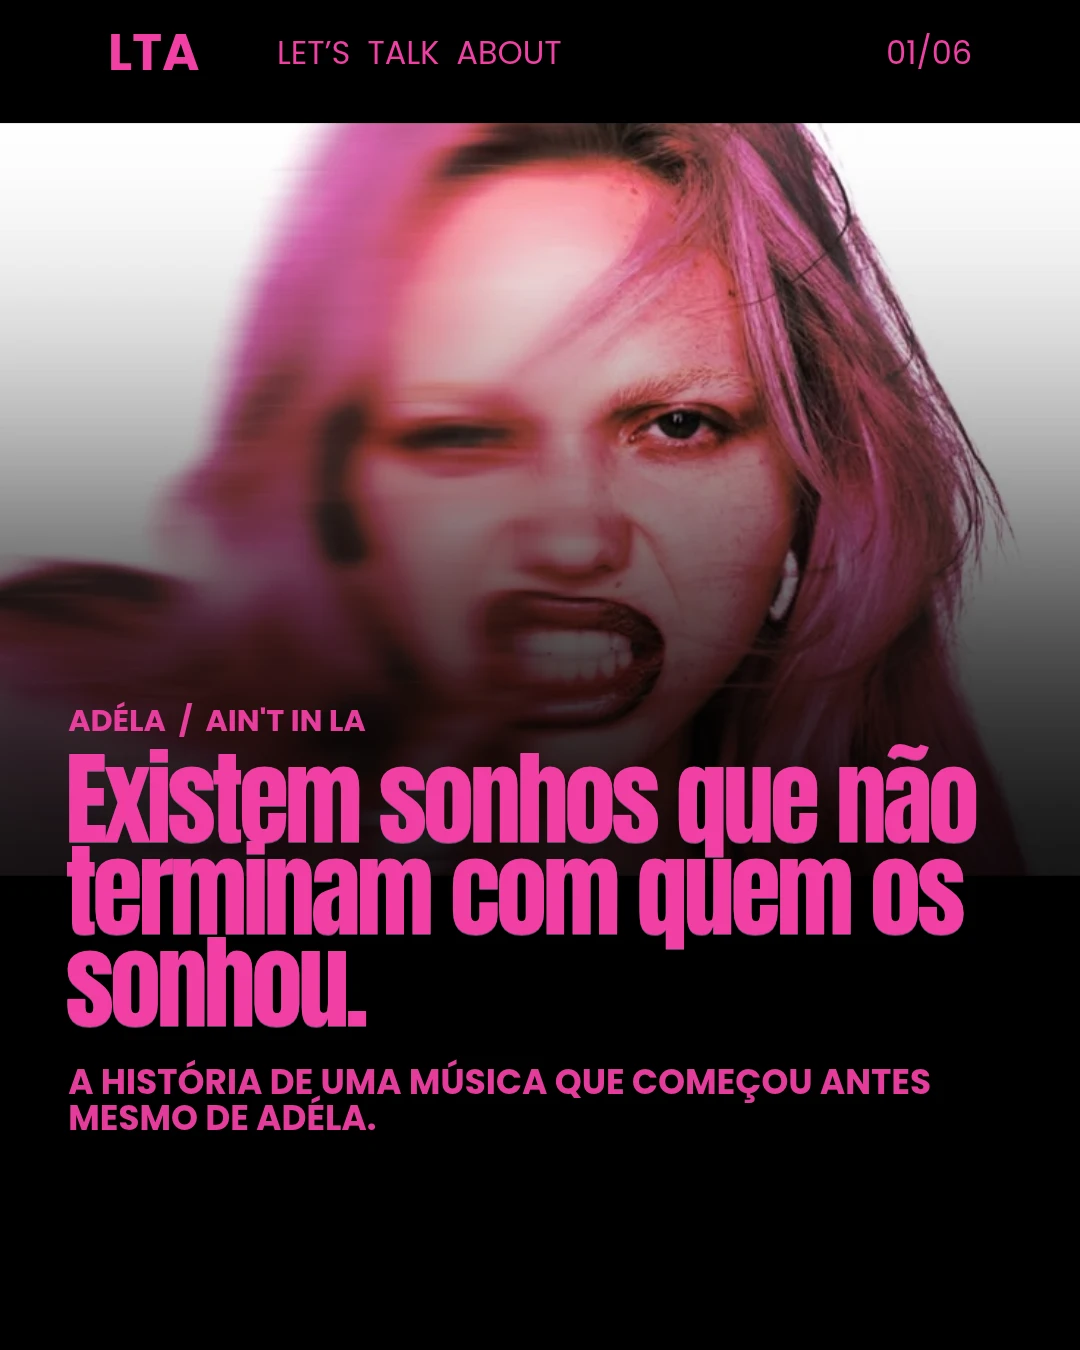 LTA LET’S TALK ABOUT 01/06
ADÉLA / AIN'T IN LA
Existem sonhos que não
terminam com quem os
sonhou.
A HISTÓRIA DE UMA MÚSICA QUE COMEÇOU ANTES
MESMO DE ADÉLA.